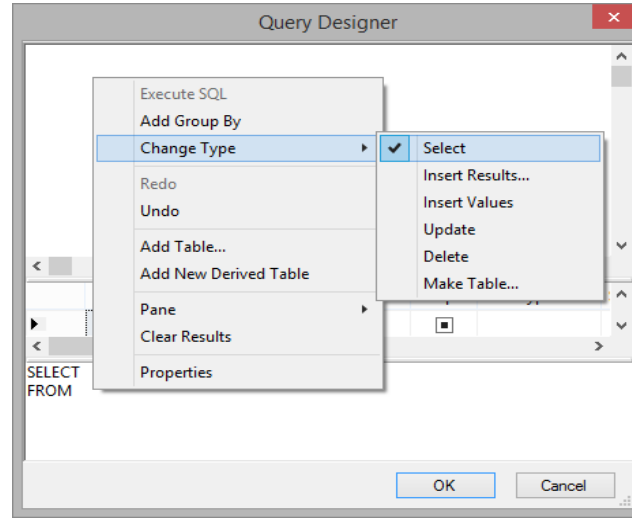 Query Designer
Execute SQL
Add Group By
Change Type
Select
Insert Results...
Insert Values
Update
Delete
Make Table...
Redo
Undo
Add Table...
Add New Derived Table
Pane
Clear Results
Properties
SELECT
FROM
OK
Cancel